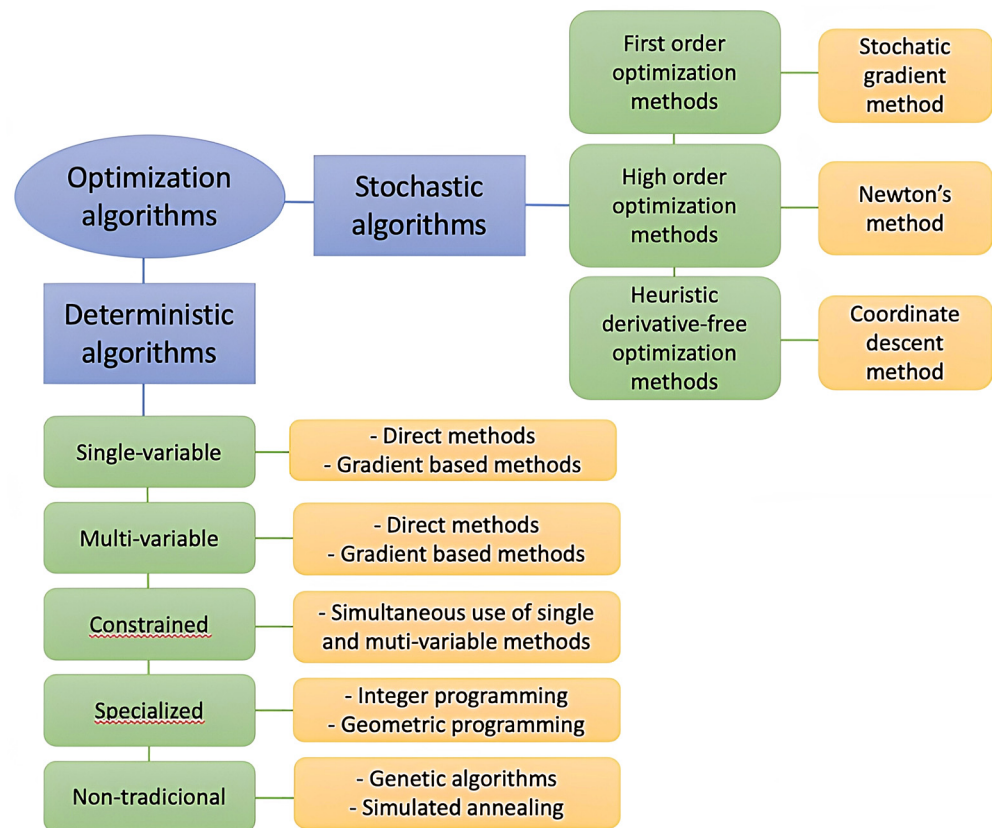 Optimization
algorithms
Stochastic
algorithms
First order
optimization
methods
Stochatic
gradient
method
High order
optimization
methods
Newton's
method
Heuristic
derivative-free
optimization
methods
Coordinate
descent
method
Deterministic
algorithms
Single-variable
- Direct methods
- Gradient based methods
Multi-variable
- Direct methods
- Gradient based methods
Constrained
- Simultaneous use of single
and muti-variable methods
Specialized
- Integer programming
- Geometric programming
Non-tradicional
- Genetic algorithms
- Simulated annealing